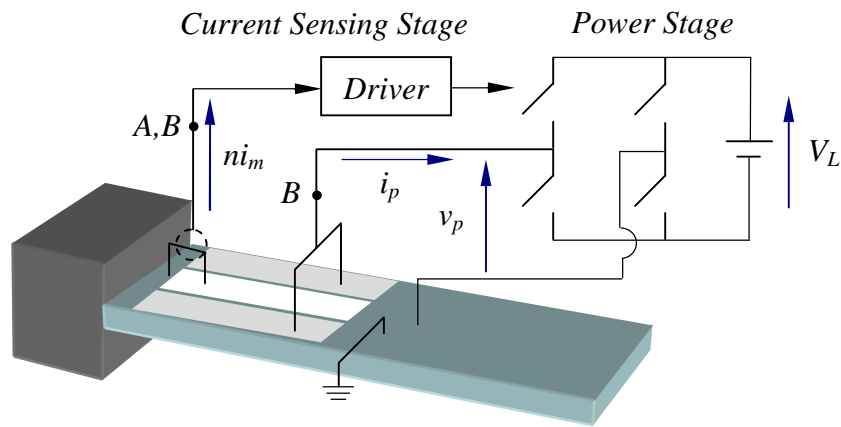 Current Sensing Stage
Power Stage
Driver
A,B
ni_m
B
i_p
v_p
V_L